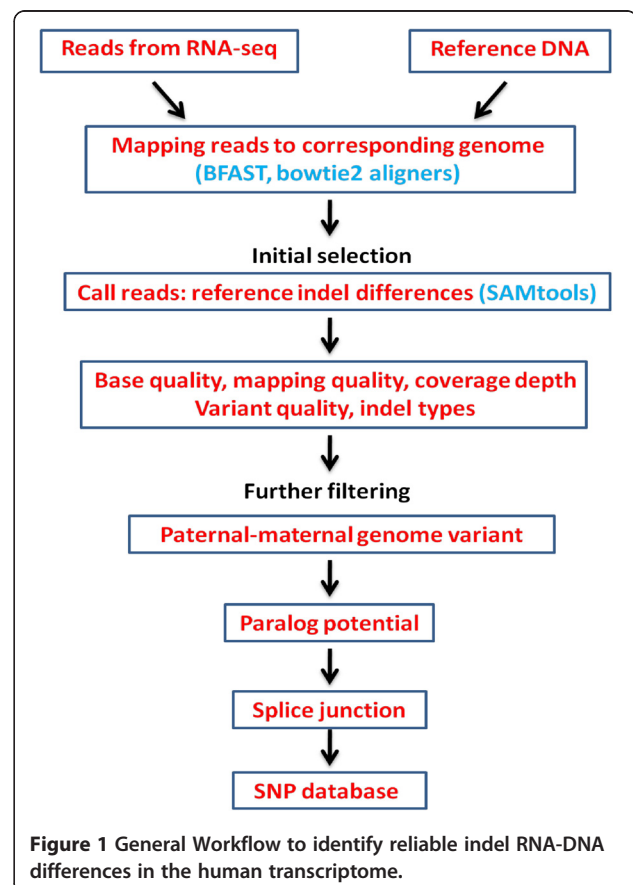 Reads from RNA-seq
Reference DNA
Mapping reads to corresponding genome
(BFAST, bowtie2 aligners)
Initial selection
Call reads: reference indel differences (SAMtools)
Base quality, mapping quality, coverage depth
Variant quality, indel types
Further filtering
Paternal-maternal genome variant
Paralog potential
Splice junction
SNP database
Figure 1 General Workflow to identify reliable indel RNA-DNA
differences in the human transcriptome.